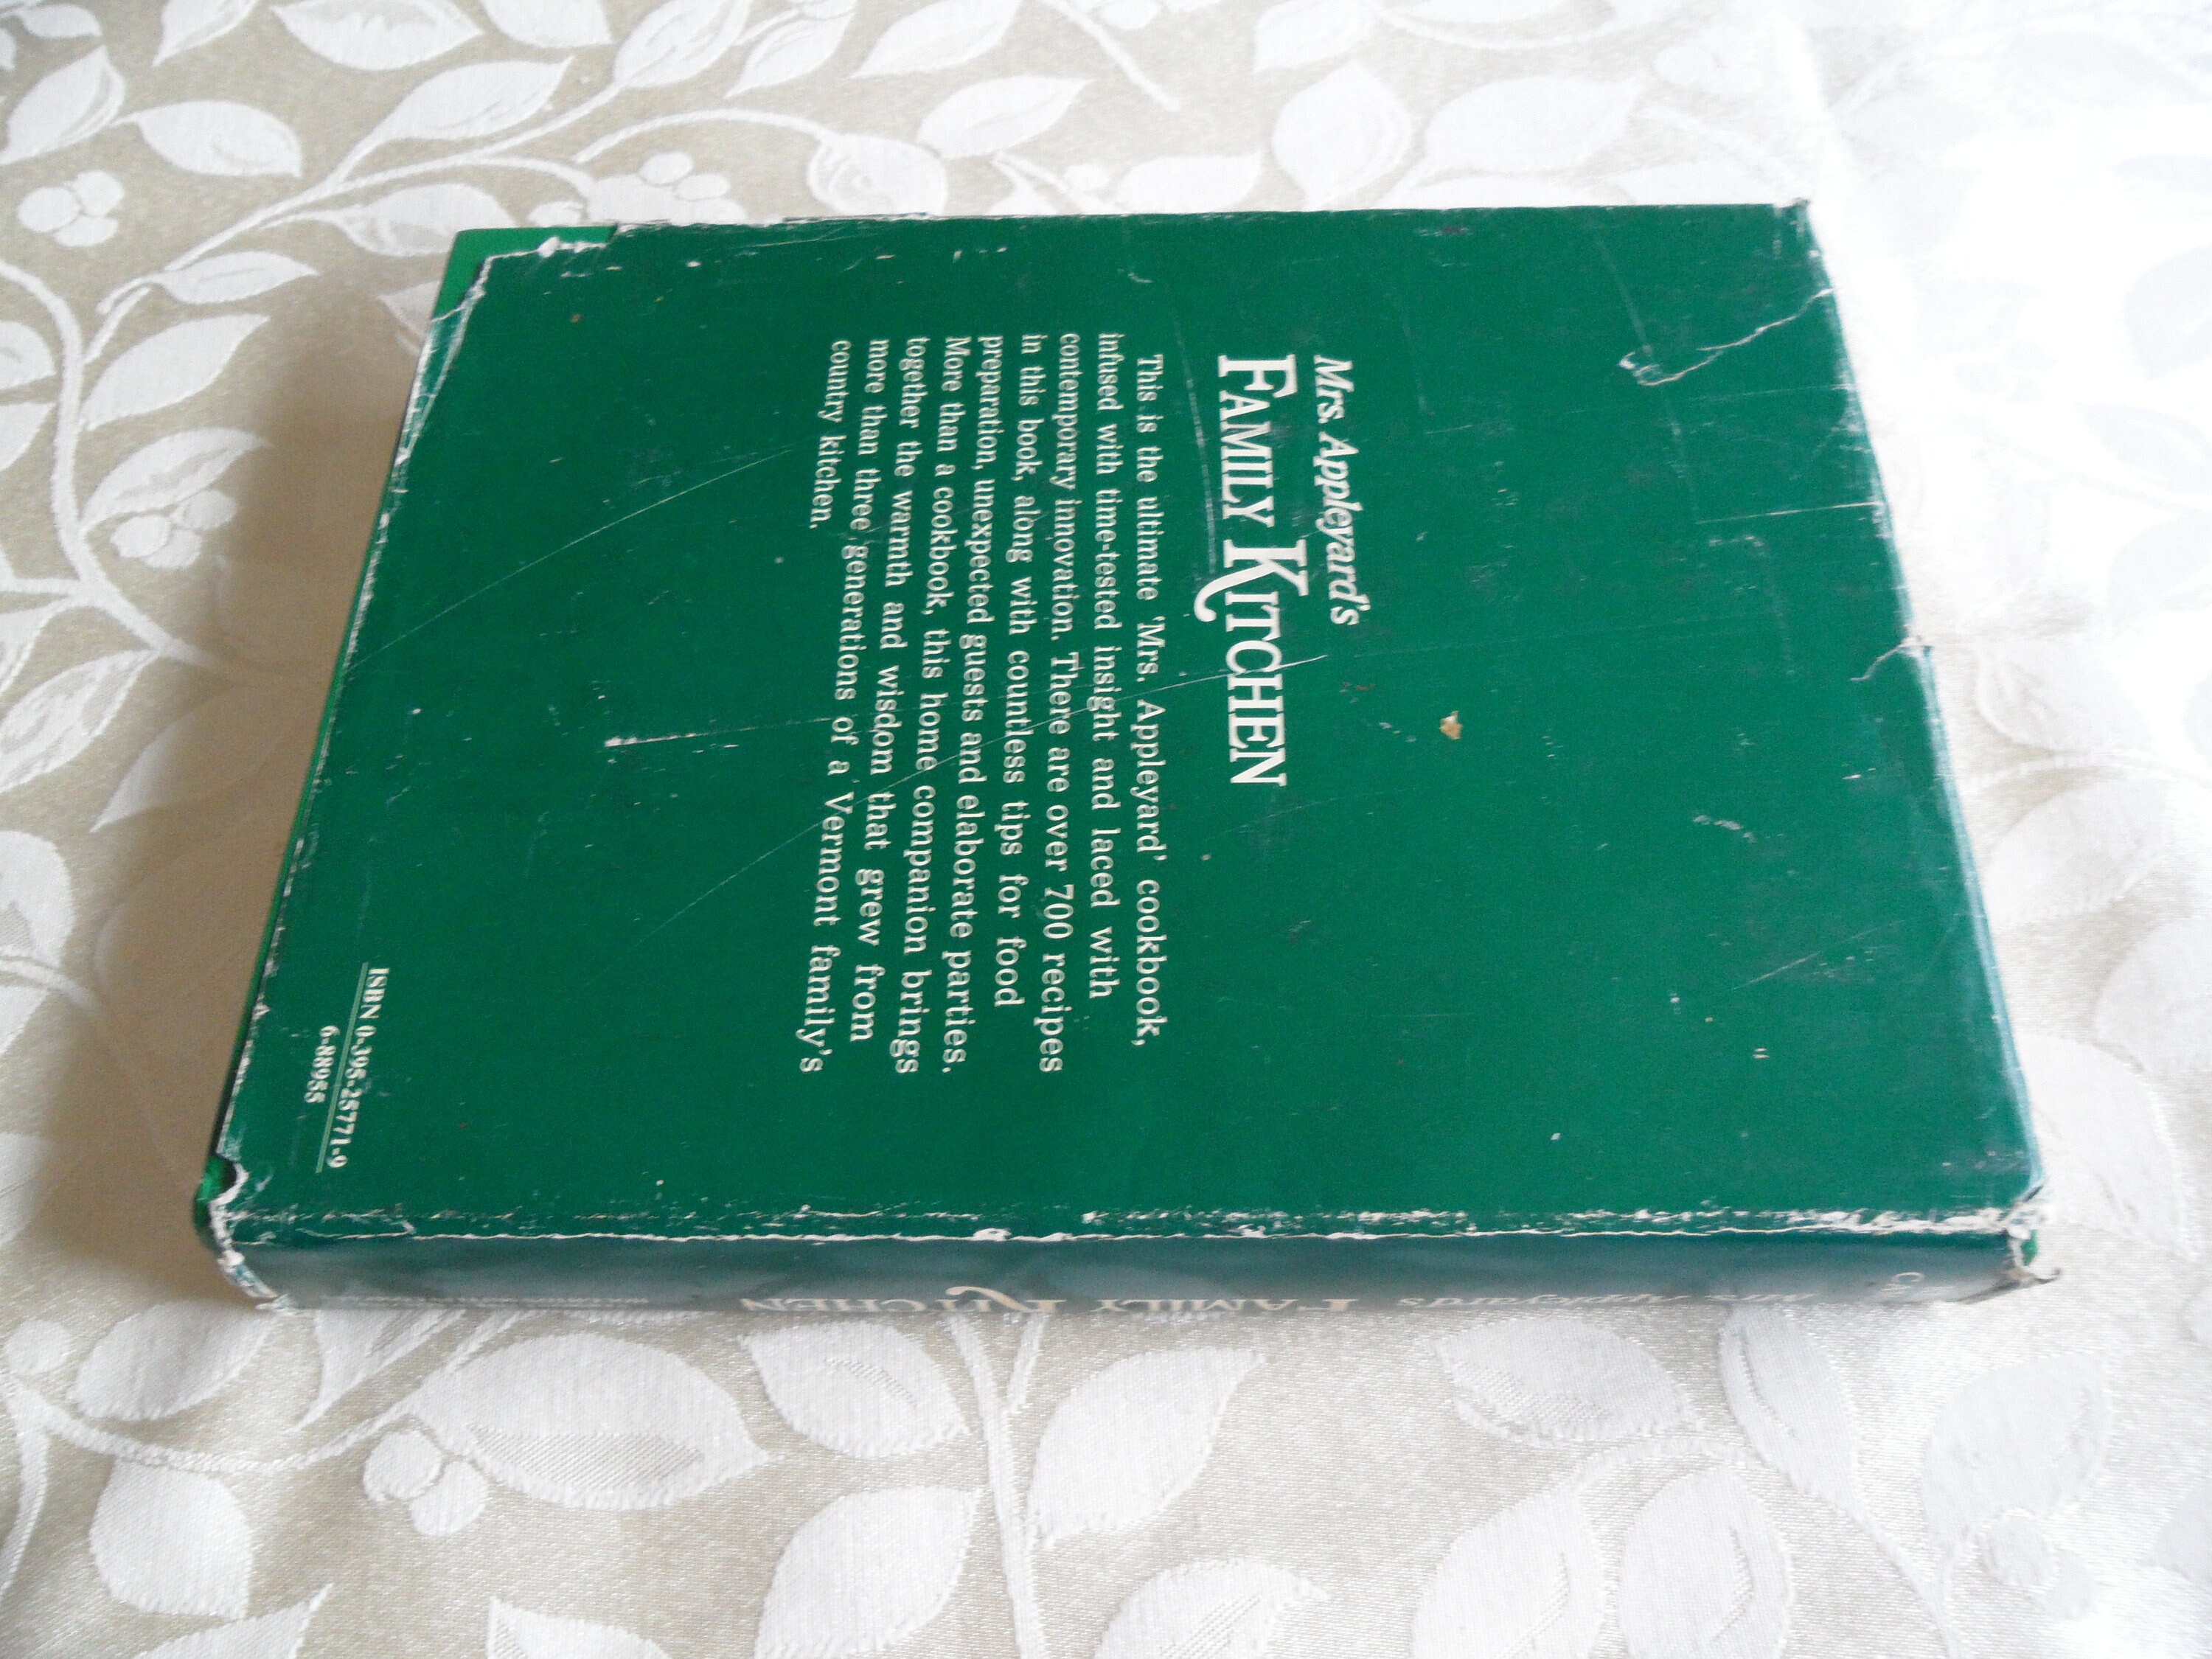 Mrs. Appleyard's
FAMILY KITCHEN
This is the ultimate 'Mrs. Appleyard' cookbook,
infused with time-tested insight and laced with
contemporary innovation. There are over 700 recipes
in this book, along with countless tips for food
preparation, unexpected guests and elaborate parties.
More than a cookbook, this home companion brings
together the warmth and wisdom that grew from
more than three generations of a Vermont family's
country kitchen.
ISBN 0-395-25771-9
6-88955
FAMILY KITCHEN